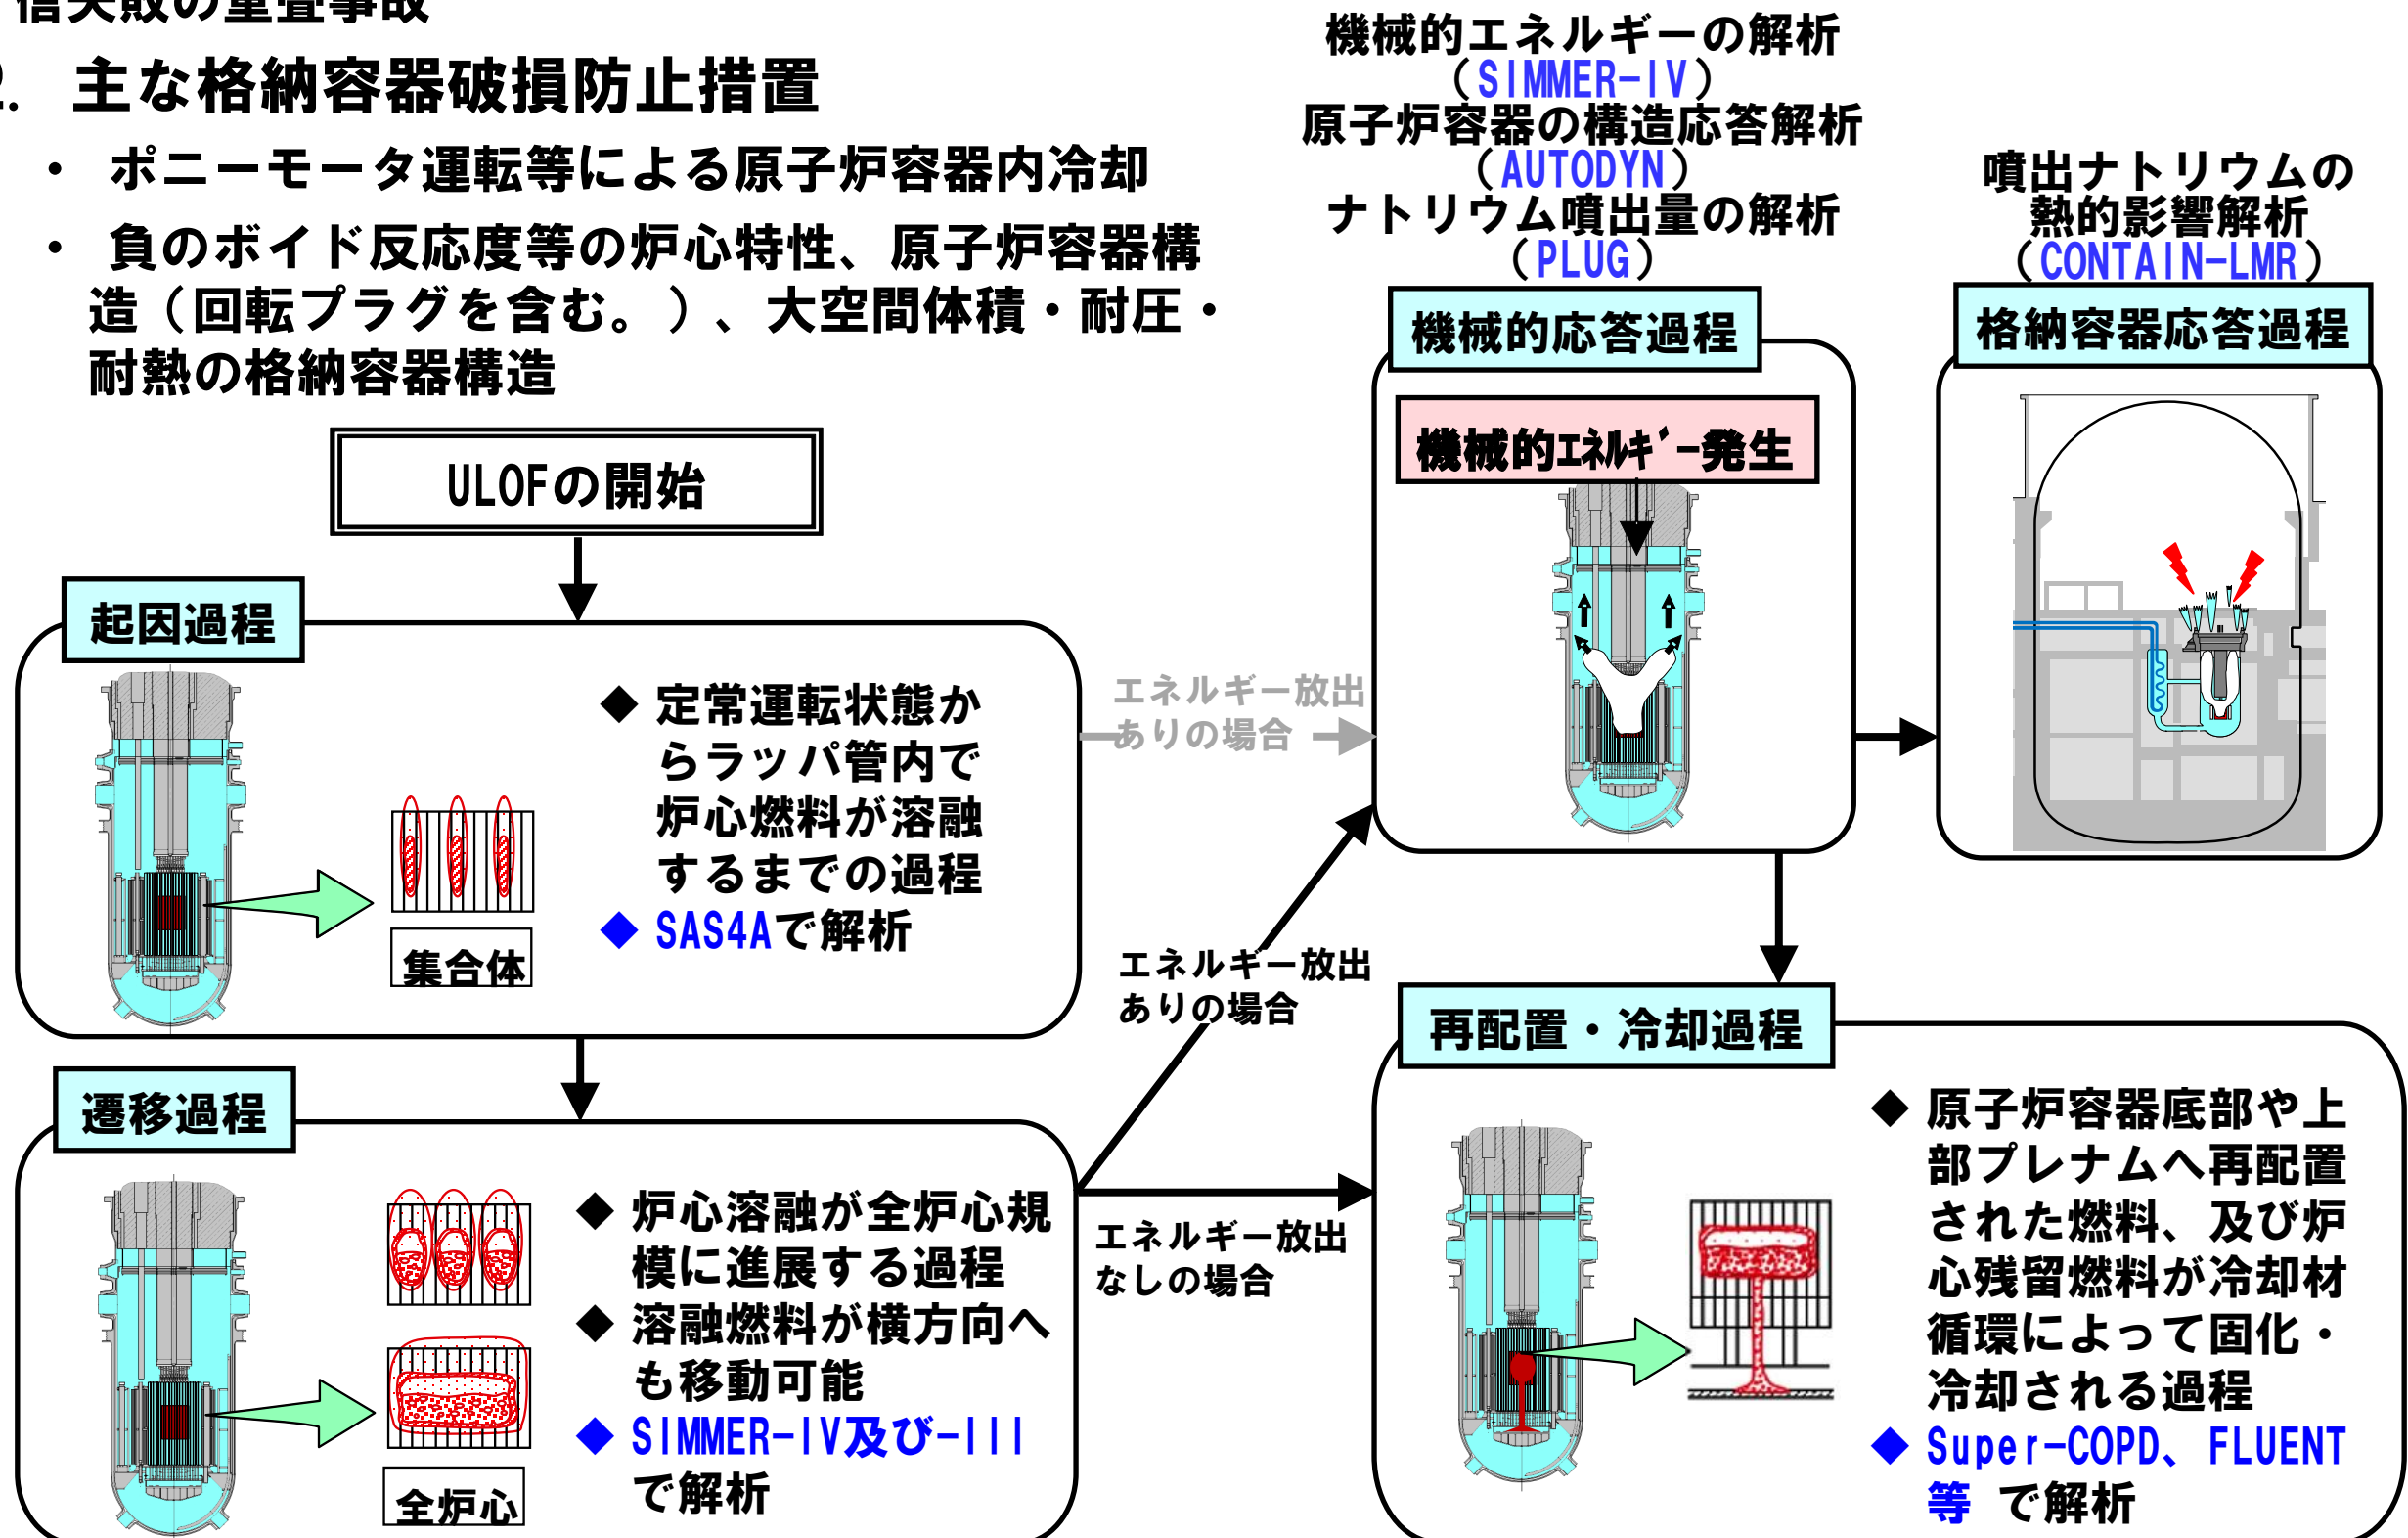 信失敗の重畳事故
2. 主な格納容器破損防止措置
・ ポニーモータ運転等による原子炉容器内冷却
・ 負のボイド反応度等の炉心特性、原子炉容器構
造（回転プラグを含む。）、大空間体積・耐圧・
耐熱の格納容器構造
機械的エネルギーの解析
（SIMMER-IV）
原子炉容器の構造応答解析
（AUTODYN）
ナトリウム噴出量の解析
（PLUG）
噴出ナトリウムの
熱的影響解析
（CONTAIN-LMR）
ULOFの開始
起因過程
◆ 定常運転状態か
らラッパ管内で
炉心燃料が溶融
するまでの過程
◆ SAS4Aで解析
集合体
エネルギー放出
ありの場合
機械的応答過程
機械的ｴﾈﾙｷﾞｰ発生
格納容器応答過程
遷移過程
◆ 炉心溶融が全炉心規
模に進展する過程
◆ 溶融燃料が横方向へ
も移動可能
◆ SIMMER-IV及び-III
で解析
全炉心
エネルギー放出
ありの場合
エネルギー放出
なしの場合
再配置・冷却過程
◆ 原子炉容器底部や上
部プレナムへ再配置
された燃料、及び炉
心残留燃料が冷却材
循環によって固化・
冷却される過程
◆ Super-COPD、FLUENT
等 で解析